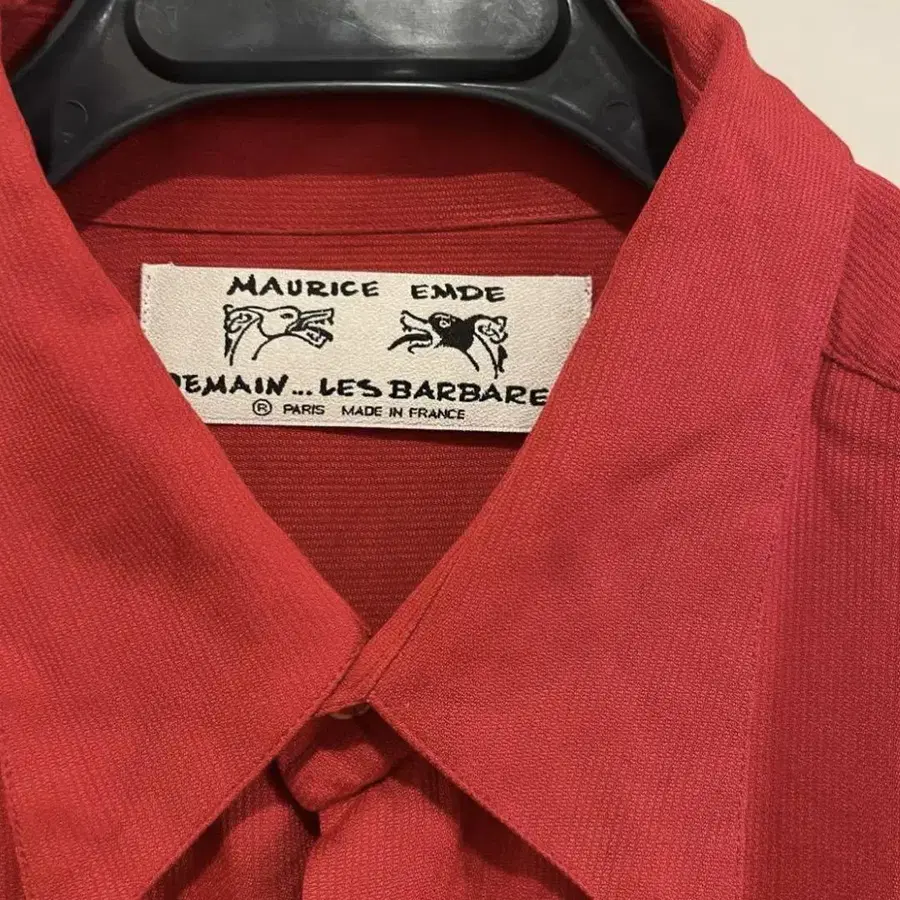 MAURICE EMDE
DEMAIN... LES BARBARE
® PARIS MADE IN FRANCE